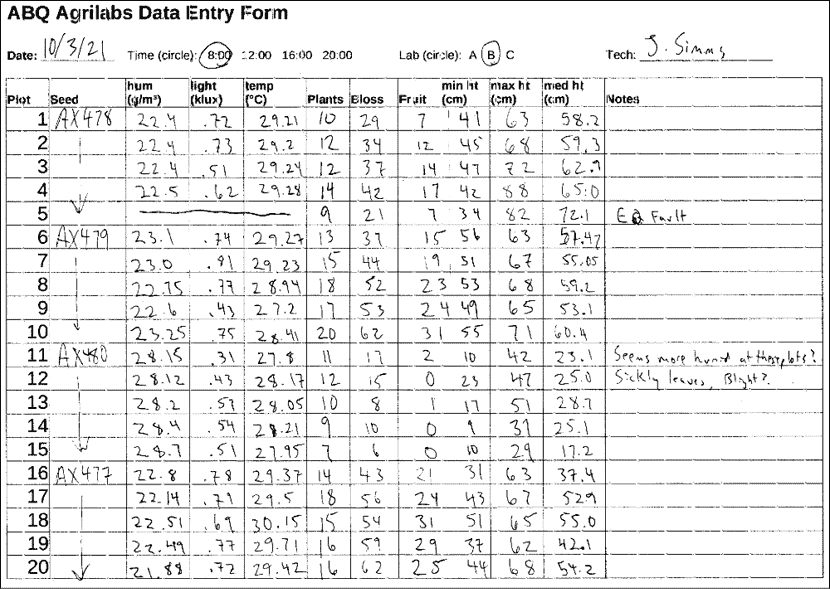 ABQ Agrilabs Data Entry Form
Date: 10/3/21 Time (circle): 8:00 12:00 16:00 20:00 Lab (circle): A B C Tech: J. Simms
Plot Seed hum (g/m³) light (klux) temp (°C) Plants Bloss Fruit min ht (cm) max ht (cm) med ht (cm) Notes
1 AX478 22.4 .72 29.21 10 29 7 41 63 58.2
2 22.4 .73 29.2 12 34 12 45 68 59.3
3 22.4 .51 29.24 12 37 14 47 72 62.9
4 22.5 .62 29.28 14 42 17 42 88 65.0
5 9 21 7 34 82 72.1 EQ Fault
6 AX479 23.1 .74 29.27 13 37 15 56 63 57.47
7 23.0 .81 29.23 15 44 19 51 67 55.05
8 22.75 .77 28.94 18 52 23 53 68 59.2
9 22.6 .43 27.2 17 53 24 49 65 53.1
10 23.25 .75 28.41 20 62 31 55 71 60.4
11 AX480 28.15 .31 27.8 11 17 2 10 42 23.1 Seems more humid at these plots?
12 28.12 .43 28.17 12 15 0 23 47 25.0 Sickly leaves, Blight?
13 28.2 .53 28.05 10 8 1 17 51 28.7
14 28.4 .54 28.21 9 10 0 9 31 25.1
15 28.7 .51 27.95 7 6 0 10 29 17.2
16 AX477 22.8 .78 29.37 14 43 21 31 63 37.4
17 22.14 .71 29.5 18 56 24 43 67 529
18 22.51 .69 30.15 15 54 31 51 65 55.0
19 22.49 .77 29.71 16 59 29 37 62 42.1
20 21.88 .72 29.42 16 62 25 44 68 54.2